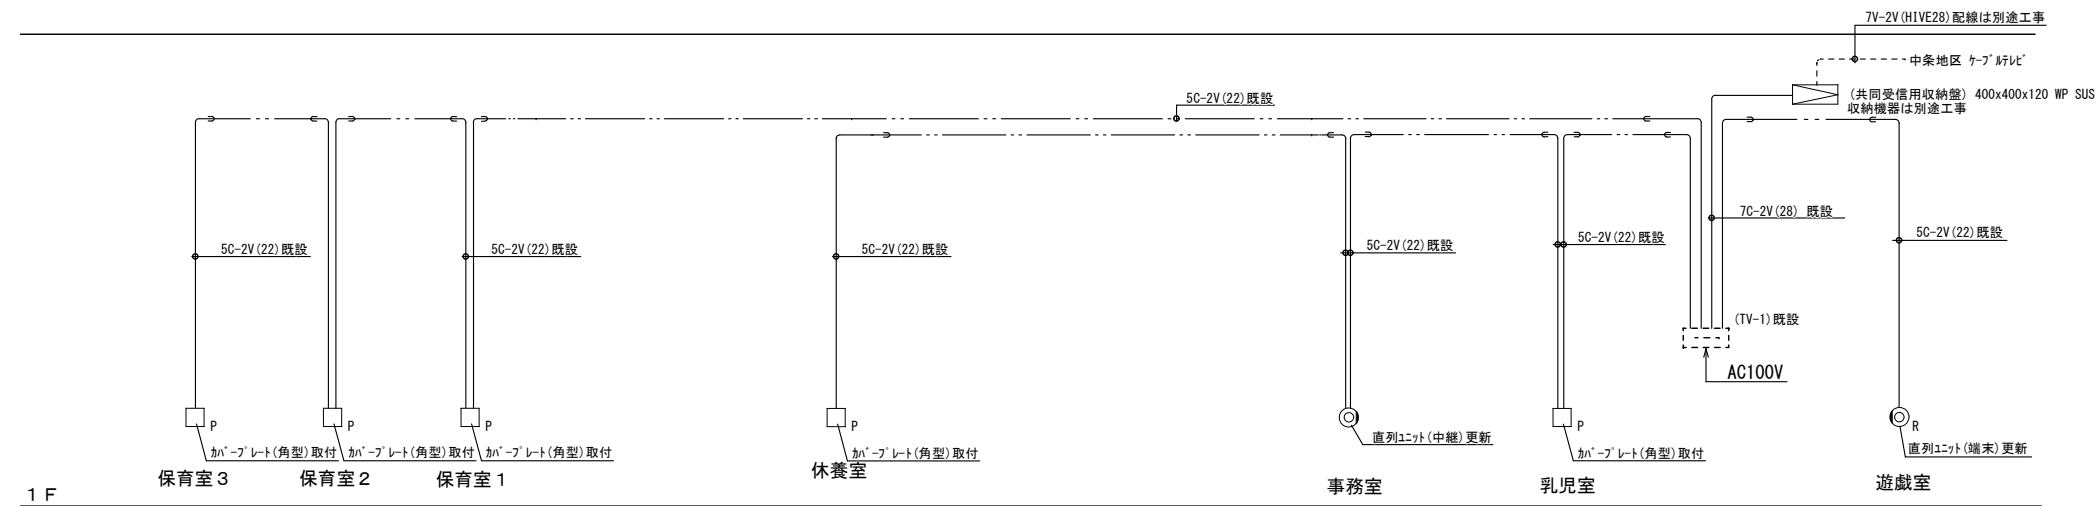 7V-2V(HIVE28)配線は別途工事
中条地区 ｹｰﾌﾞﾙﾃﾚﾋﾞ
(共同受信用収納盤) 400x400x120 WP SUS
収納機器は別途工事
5C-2V(22)既設
7C-2V(28) 既設
5C-2V(22)既設
5C-2V(22)既設
5C-2V(22)既設
5C-2V(22)既設
5C-2V(22)既設
5C-2V(22)既設
(TV-1)既設
AC100V
P
P
P
P
P
R
ｶﾊﾞｰﾌﾟﾚｰﾄ(角型)取付
ｶﾊﾞｰﾌﾟﾚｰﾄ(角型)取付
ｶﾊﾞｰﾌﾟﾚｰﾄ(角型)取付
ｶﾊﾞｰﾌﾟﾚｰﾄ(角型)取付
直列ﾕﾆｯﾄ(中継)更新
ｶﾊﾞｰﾌﾟﾚｰﾄ(角型)取付
直列ﾕﾆｯﾄ(端末)更新
保育室３
保育室２
保育室１
休養室
事務室
乳児室
遊戯室
１Ｆ